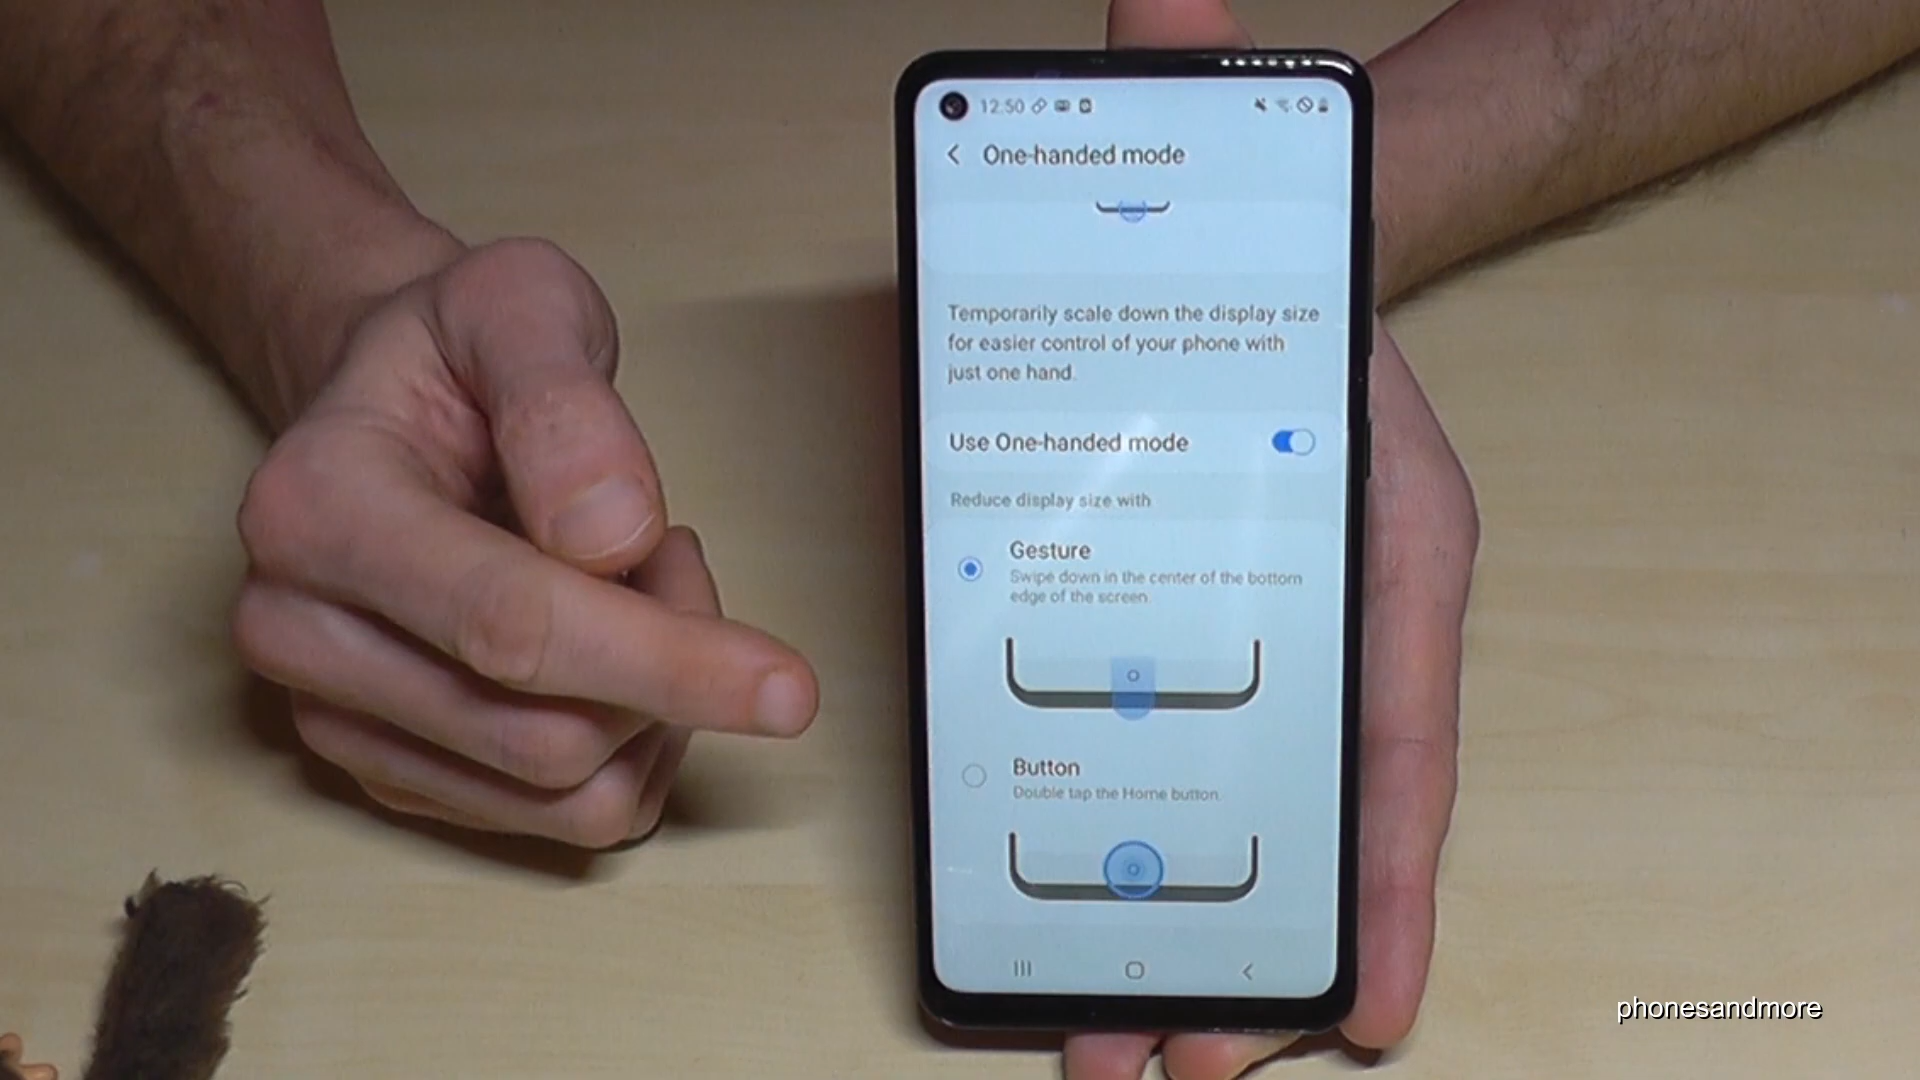 12:50
One-handed mode
Temporarily scale down the display size
for easier control of your phone with
just one hand.
Use One-handed mode
Reduce display size with
Gesture
Swipe down in the center of the bottom
edge of the screen.
Button
Double tap the Home button.
phonesandmore